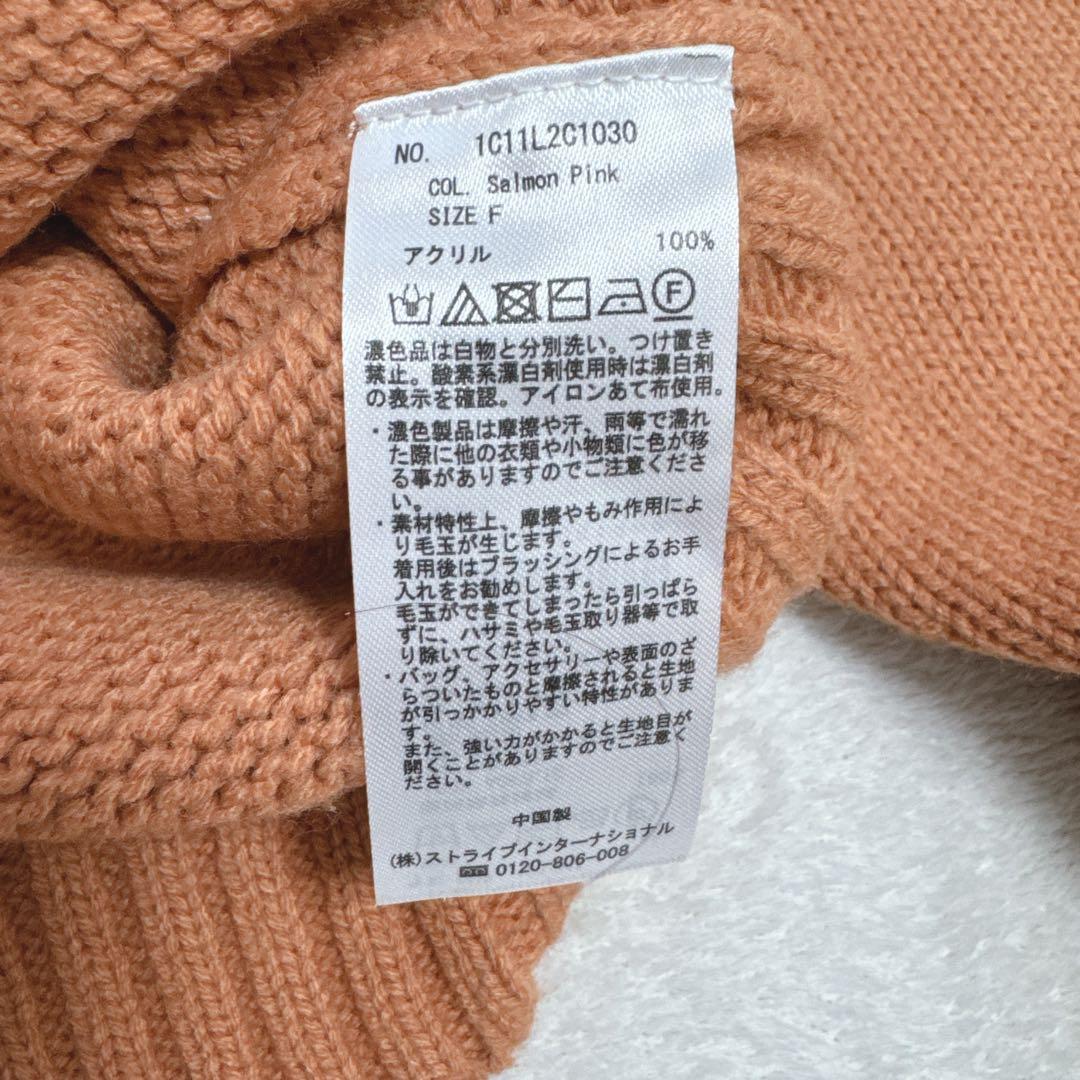 NO. 1C11L2C1030
COL. Salmon Pink
SIZE F
アクリル 100%
F
濃色品は白物と分別洗い。つけ置き
禁止。酸素系漂白剤使用時は漂白剤
の表示を確認。アイロンあて布使用。
・濃色製品は摩擦や汗、雨等で濡れ
た際に他の衣類や小物類に色が移
る事がありますのでご注意くださ
い。
・素材特性上、摩擦やもみ作用によ
り毛玉が生じます。
着用後はブラッシングによるお手
入れをお勧めします。
毛玉ができてしまったら引っぱら
ずに、ハサミや毛玉取り器等で取
り除いてください。
・バッグ、アクセサリーや表面のざ
らついたものと摩擦されると生地
が引っかかりやすい特性がありま
す。
また、強い力がかかると生地目が
開くことがありますのでご注意く
ださい。
中国製
(株)ストライプインターナショナル
0120-806-008